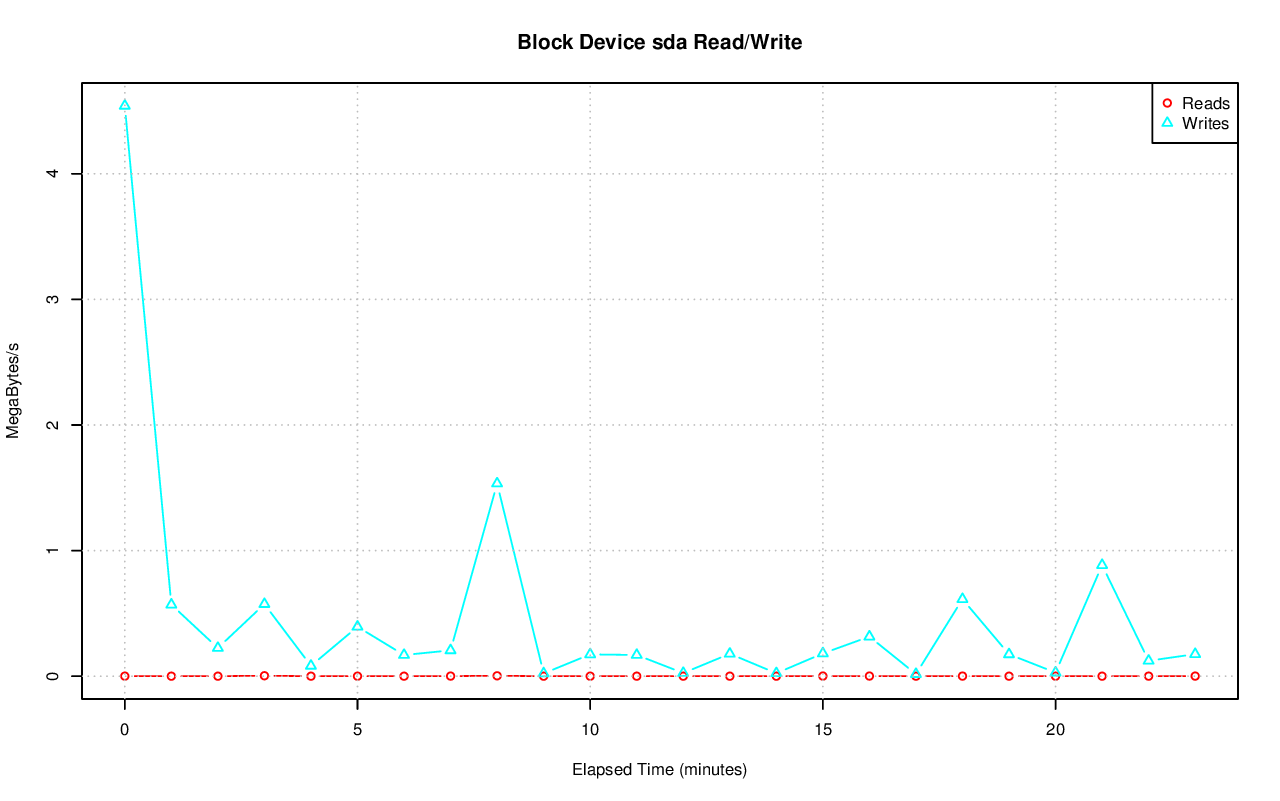 Block Device sda Read/Write
Reads
Writes
MegaBytes/s
4
3
2
1
0
0 5 10 15 20
Elapsed Time (minutes)